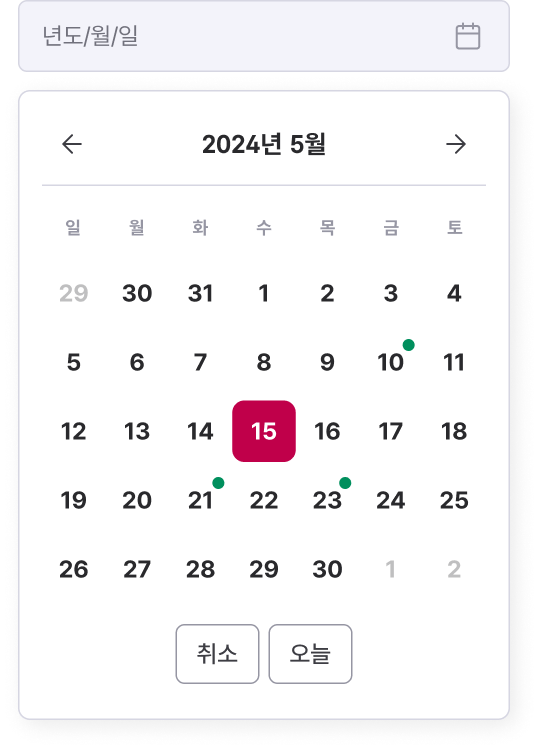 년도/월/일
2024년 5월
일 월 화 수 목 금 토
29 30 31 1 2 3 4
5 6 7 8 9 10 11
12 13 14 15 16 17 18
19 20 21 22 23 24 25
26 27 28 29 30 1 2
취소 오늘